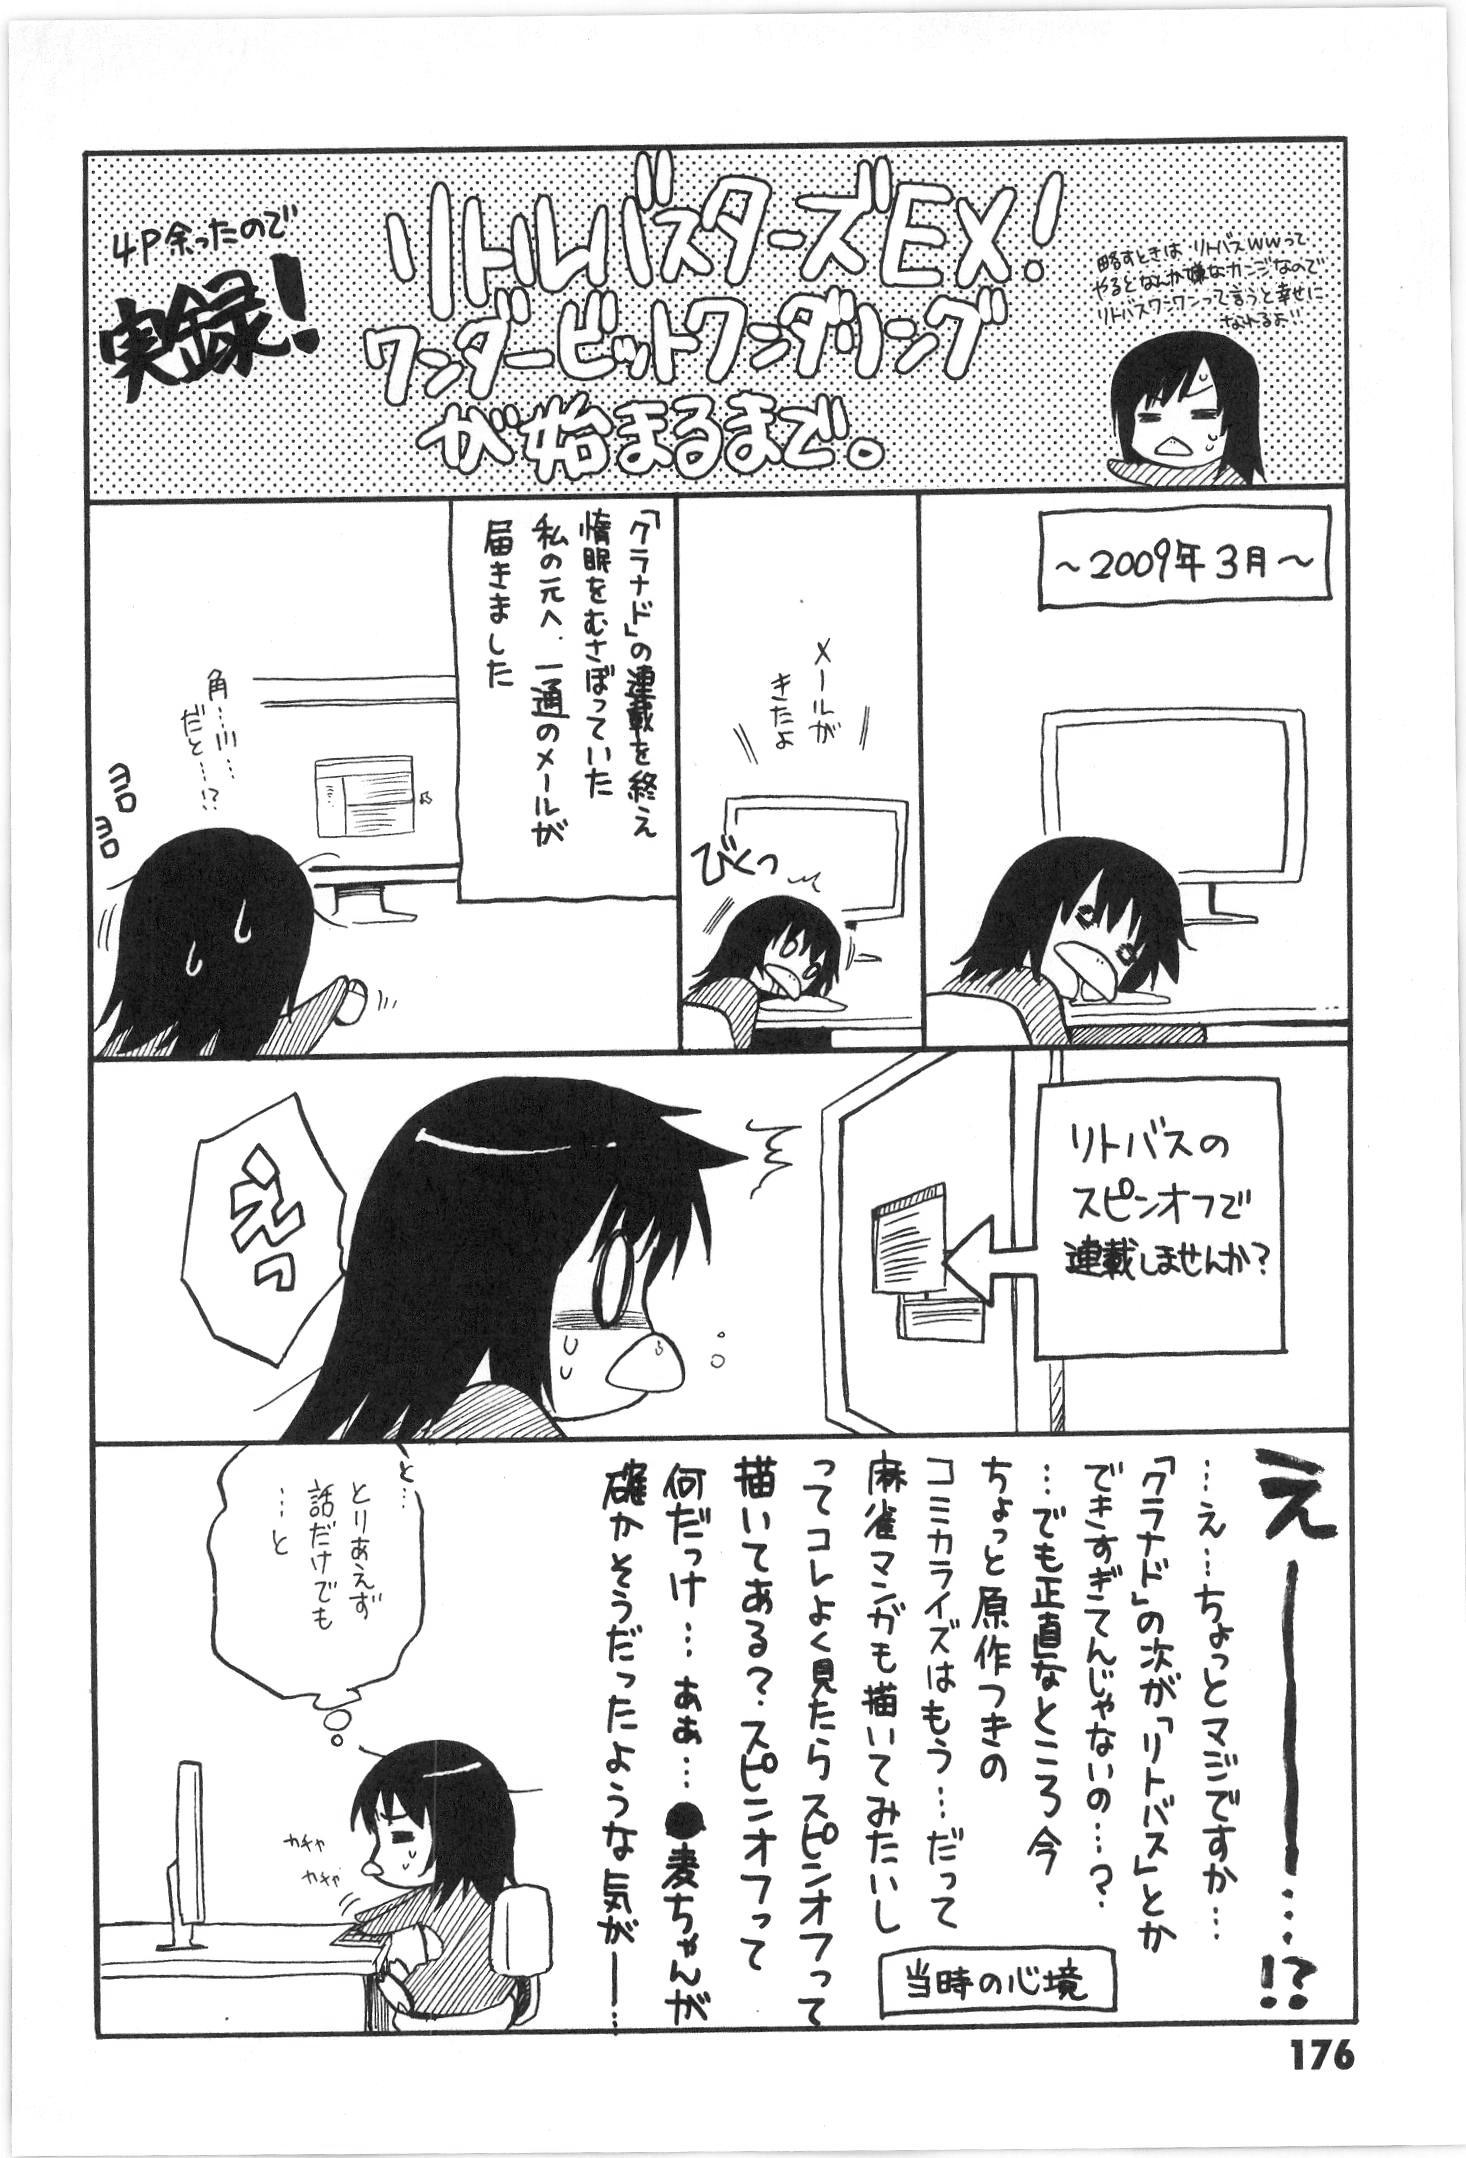 4P余ったので
実録!
リトルバスターズEX!
ワンダービットワンダリング
が始まるまで。
略すときは リトバスwwって
やるとなんか嫌なカンジなので
リトバスワンワンって言うと幸せに
なれるよ
～2009年3月～
メールが
きたよ
びくっ
「クラナド」の連載を終え
惰眠をむさぼっていた
私の元へ、一通のメールが
届きました
角……!!!…
だと…!?
ヨロ
ヨロ
リトバスの
スピンオフで
連載しませんか?
えっ
え―――――……!?
…え…ちょっとマジですか…
「クラナド」の次が「リトバス」とか
できすぎてんじゃないの…?
…でも正直なところ今
ちょっと原作つきの
コミカライズはもう…だって
麻雀マンガも描いてみたいし
ってコレよく見たらスピンオフって
描いてある?スピンオフって
何だっけ…ああ…●麦ちゃんが
確かそうだったような気が――…
当時の心境
と…
とりあえず
話だけでも
…と
カチャ
カチャ
176